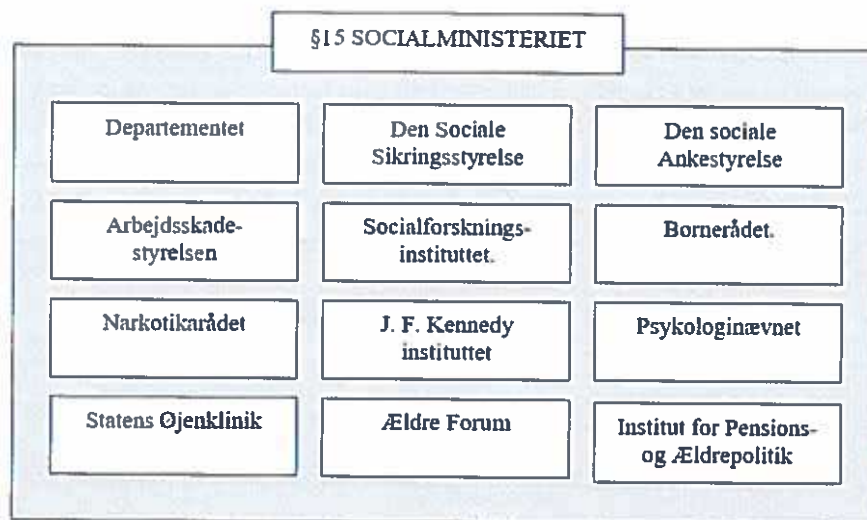 §15 SOCIALMINISTERIET
Departementet
Den Sociale
Sikringsstyrelse
Den sociale
Ankestyrelse
Arbejdsskade-
styrelsen
Socialforsknings-
instituttet.
Børnerådet.
Narkotikarådet
J. F. Kennedy
instituttet
Psykologinævnet
Statens Øjenklinik
Ældre Forum
Institut for Pensions-
og Ældrepolitik